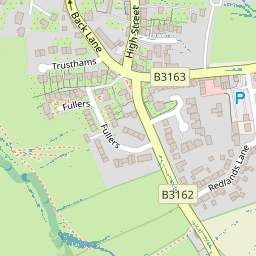 Back Lane
High Street
Trusthams
B3163
P
Fullers
Fullers
Redlands Lane
B3162